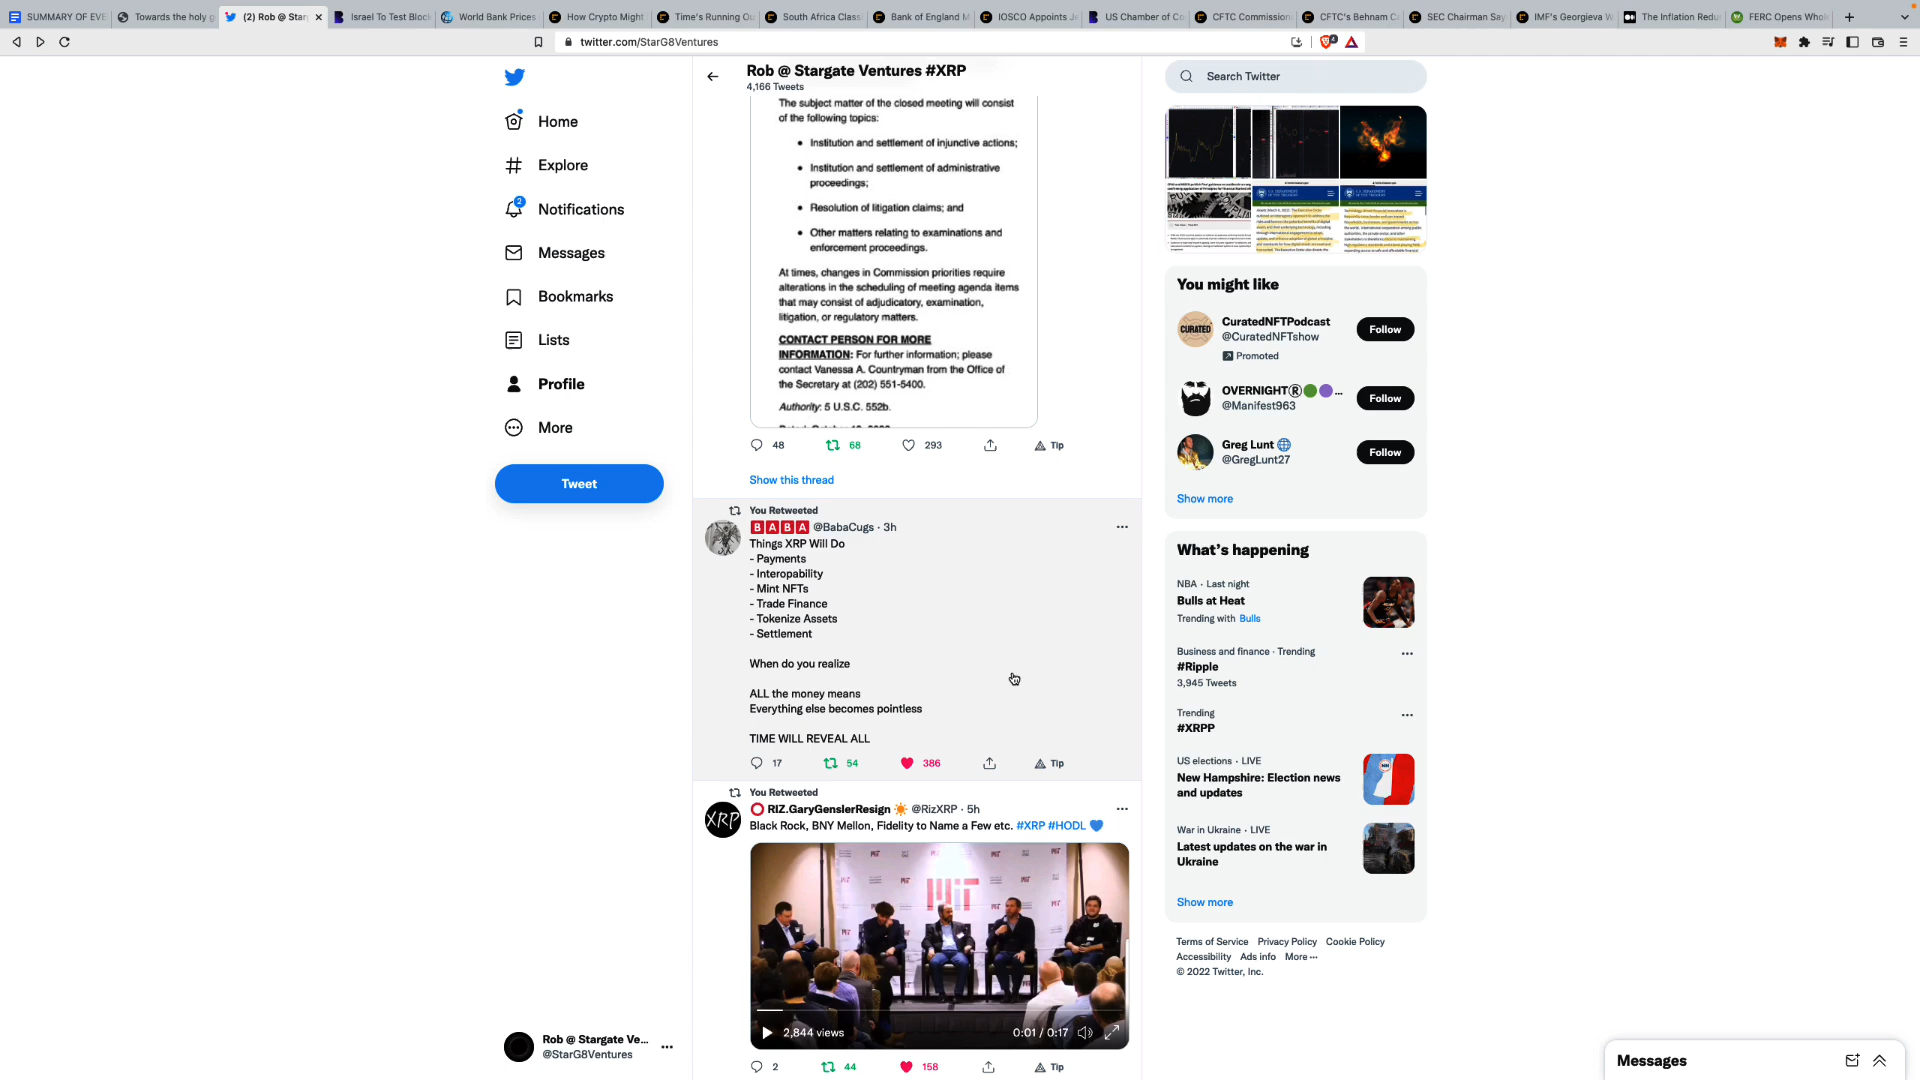 SUMMARY OF EVE
Towards the holy g
(2) Rob @ Star
Israel To Test Block
World Bank Prices
How Crypto Might
Time's Running Ou
South Africa Class
Bank of England M
IOSCO Appoints J
US Chamber of Co
CFTC Commission
CFTC's Behnam C
SEC Chairman Say
IMF's Georgieva W
The Inflation Redu
FERC Opens Whol
twitter.com/StarG8Ventures
Home
Explore
2
Notifications
Messages
Bookmarks
Lists
Profile
More
Tweet
Rob @ Stargate Ve...
@StarG8Ventures
Rob @ Stargate Ventures #XRP
4,166 Tweets
The subject matter of the closed meeting will consist
of the following topics:
• Institution and settlement of injunctive actions;
• Institution and settlement of administrative
proceedings;
• Resolution of litigation claims; and
• Other matters relating to examinations and
enforcement proceedings.
At times, changes in Commission priorities require
alterations in the scheduling of meeting agenda items
that may consist of adjudicatory, examination,
litigation, or regulatory matters.
CONTACT PERSON FOR MORE
INFORMATION: For further information; please
contact Vanessa A. Countryman from the Office of
the Secretary at (202) 551-5400.
Authority: 5 U.S.C. 552b.
48 68 293 Tip
Show this thread
You Retweeted
BABA @BabaCugs · 3h
Things XRP Will Do
- Payments
- Interopability
- Mint NFTs
- Trade Finance
- Tokenize Assets
- Settlement
When do you realize
ALL the money means
Everything else becomes pointless
TIME WILL REVEAL ALL
17 54 386 Tip
You Retweeted
RIZ.GaryGenslerResign @RizXRP · 5h
XRP
Black Rock, BNY Mellon, Fidelity to Name a Few etc. #XRP #HODL
MIT
2,844 views
0:01 / 0:17
2 44 158 Tip
Search Twitter
You might like
CURATED
CuratedNFTPodcast
@CuratedNFTshow
Promoted
Follow
OVERNIGHT® ...
@Manifest963
Follow
Greg Lunt
@GregLunt27
Follow
Show more
What's happening
NBA · Last night
Bulls at Heat
Trending with Bulls
Business and finance · Trending
#Ripple
3,945 Tweets
Trending
#XRPP
US elections · LIVE
New Hampshire: Election news
and updates
War in Ukraine · LIVE
Latest updates on the war in
Ukraine
Show more
Terms of Service Privacy Policy Cookie Policy
Accessibility Ads info More ···
© 2022 Twitter, Inc.
Messages